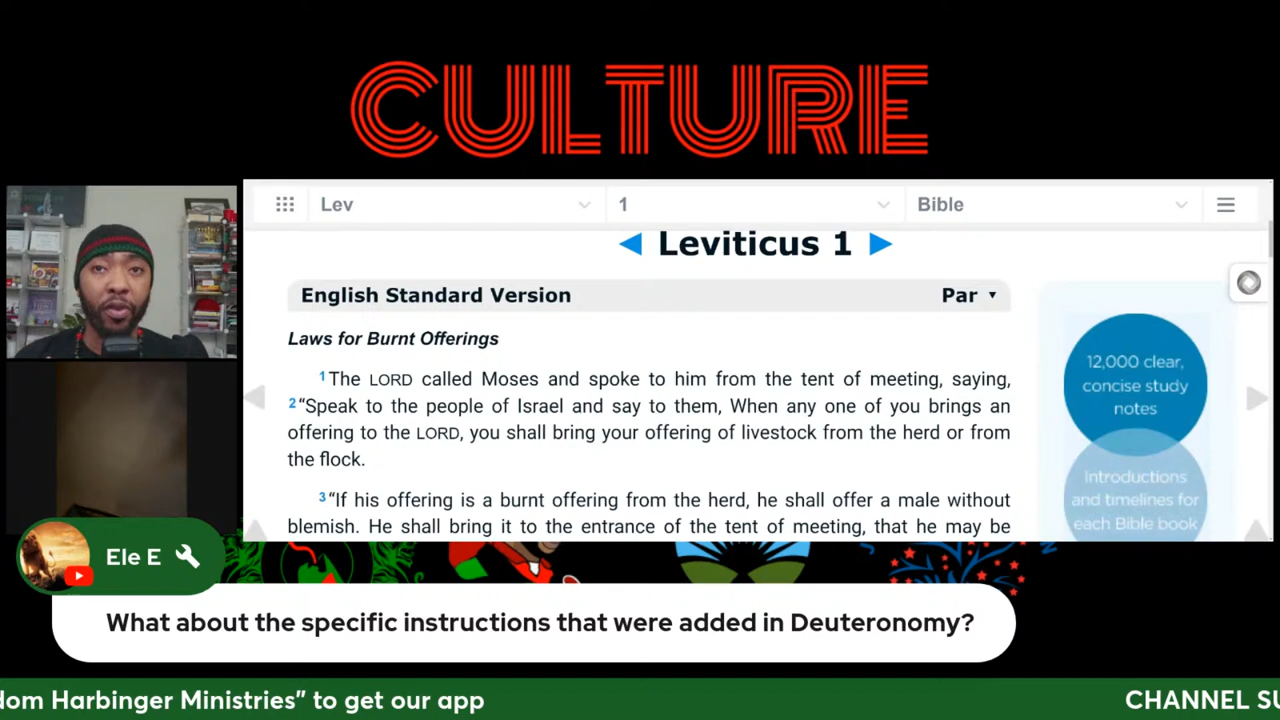 CULTURE
Lev 1 Bible
Leviticus 1
English Standard Version Par
Laws for Burnt Offerings
1The LORD called Moses and spoke to him from the tent of meeting, saying,
2“Speak to the people of Israel and say to them, When any one of you brings an
offering to the LORD, you shall bring your offering of livestock from the herd or from
the flock.
3“If his offering is a burnt offering from the herd, he shall offer a male without
blemish. He shall bring it to the entrance of the tent of meeting, that he may be
12,000 clear,
concise study
notes
Introductions
and timelines for
each Bible book
Ele E
What about the specific instructions that were added in Deuteronomy?
dom Harbinger Ministries” to get our app CHANNEL SU